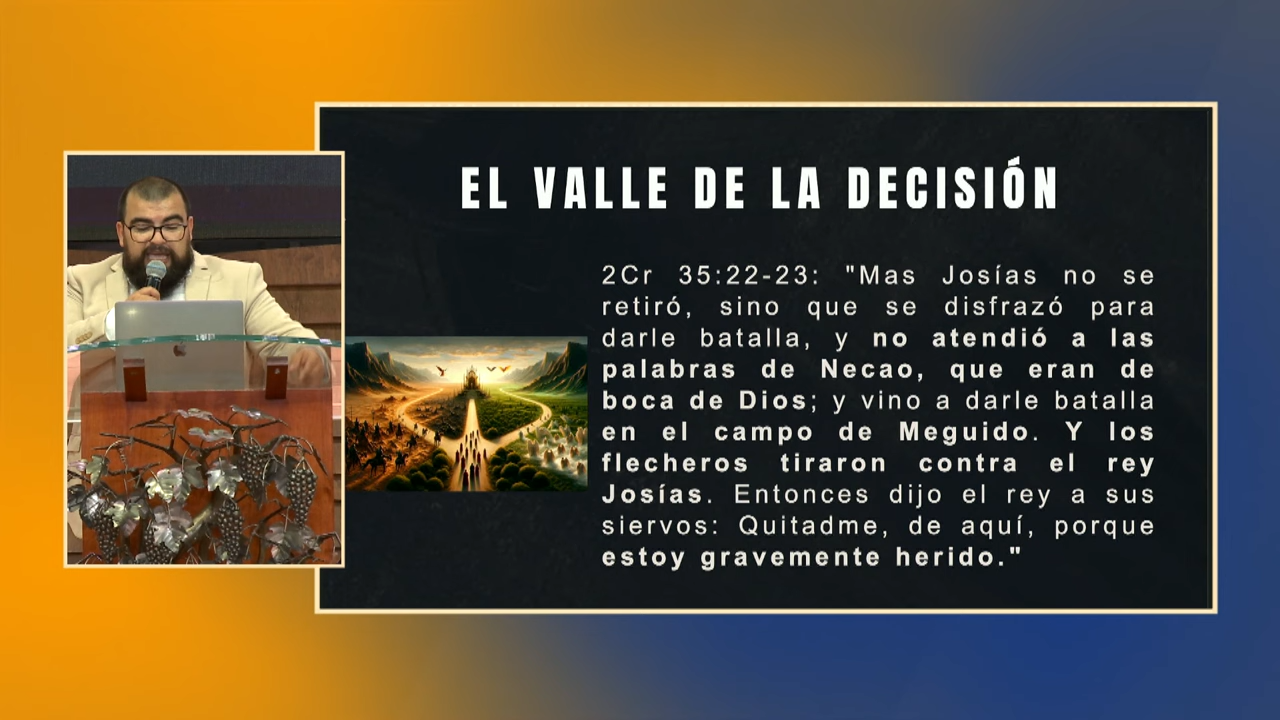 EL VALLE DE LA DECISIÓN
2Cr 35:22-23: "Mas Josías no se
retiró, sino que se disfrazó para
darle batalla, y no atendió a las
palabras de Necao, que eran de
boca de Dios; y vino a darle batalla
en el campo de Meguido. Y los
flecheros tiraron contra el rey
Josías. Entonces dijo el rey a sus
siervos: Quitadme, de aquí, porque
estoy gravemente herido."